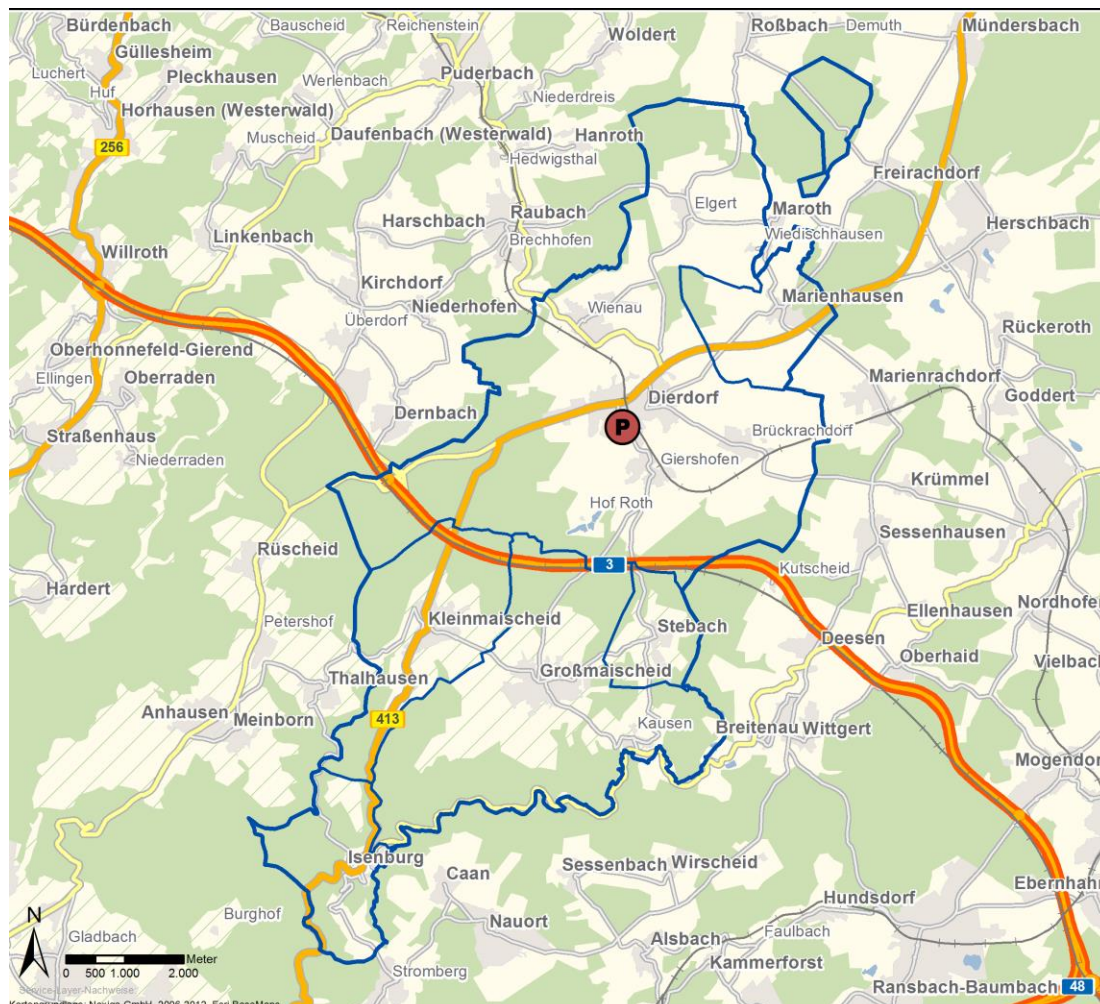 Bürdenbach
Bauscheid
Reichenstein
Woldert
Roßbach
Demuth
Mündersbach
Güllesheim
Luchert
Pleckhausen
Werlenbach
Puderbach
Huf
Niederdreis
Horhausen (Westerwald)
Muscheid
Daufenbach (Westerwald)
Hanroth
256
Hedwigsthal
Freirachdorf
Elgert
Maroth
Harschbach
Raubach
Herschbach
Linkenbach
Brechhofen
Wiedischhausen
Willroth
Kirchdorf
Niederhofen
Wienau
Marienhausen
Überdorf
Rückeroth
Oberhonnefeld-Gierend
Ellingen
Oberraden
Marienrachdorf
Goddert
Dierdorf
Dernbach
P
Straßenhaus
Brückrachdorf
Niederraden
Giershofen
Krümmel
Hof Roth
Sessenhausen
Rüscheid
3
Kutscheid
Hardert
Ellenhausen
Nordhofe
Petershof
Kleinmaischeid
Stebach
Deesen
Oberhaid
Vielbach
Großmaischeid
Thalhausen
Anhausen
Meinborn
413
Kausen
Breitenau
Wittgert
Mogendor
Isenburg
Caan
Sessenbach
Wirscheid
Ebernhahn
Hundsdorf
N
Burghof
Nauort
Faulbach
Gladbach
Alsbach
Meter
0 500 1.000 2.000
Kammerforst
Stromberg
Ransbach-Baumbach
48
Service-Layer-Nachweise: